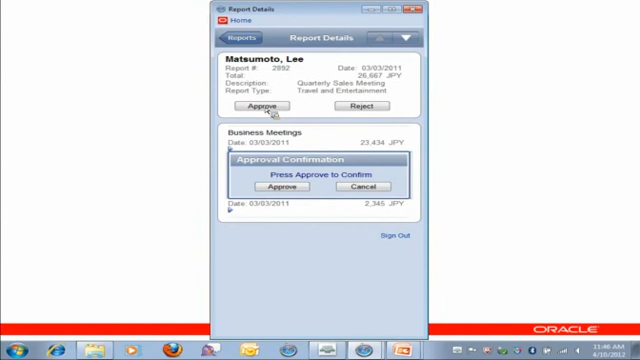 Report Details
Home
Reports
Report Details
Matsumoto, Lee
Report #: 2892 Date: 03/03/2011
Total: 26,667 JPY
Description: Quarterly Sales Meeting
Report Type: Travel and Entertainment
Approve Reject
Business Meetings
Date: 03/03/2011 23,434 JPY
Approval Confirmation
Press Approve to Confirm
Approve Cancel
Date: 03/03/2011 2,345 JPY
Sign Out
ORACLE
11:46 AM
4/10/2012